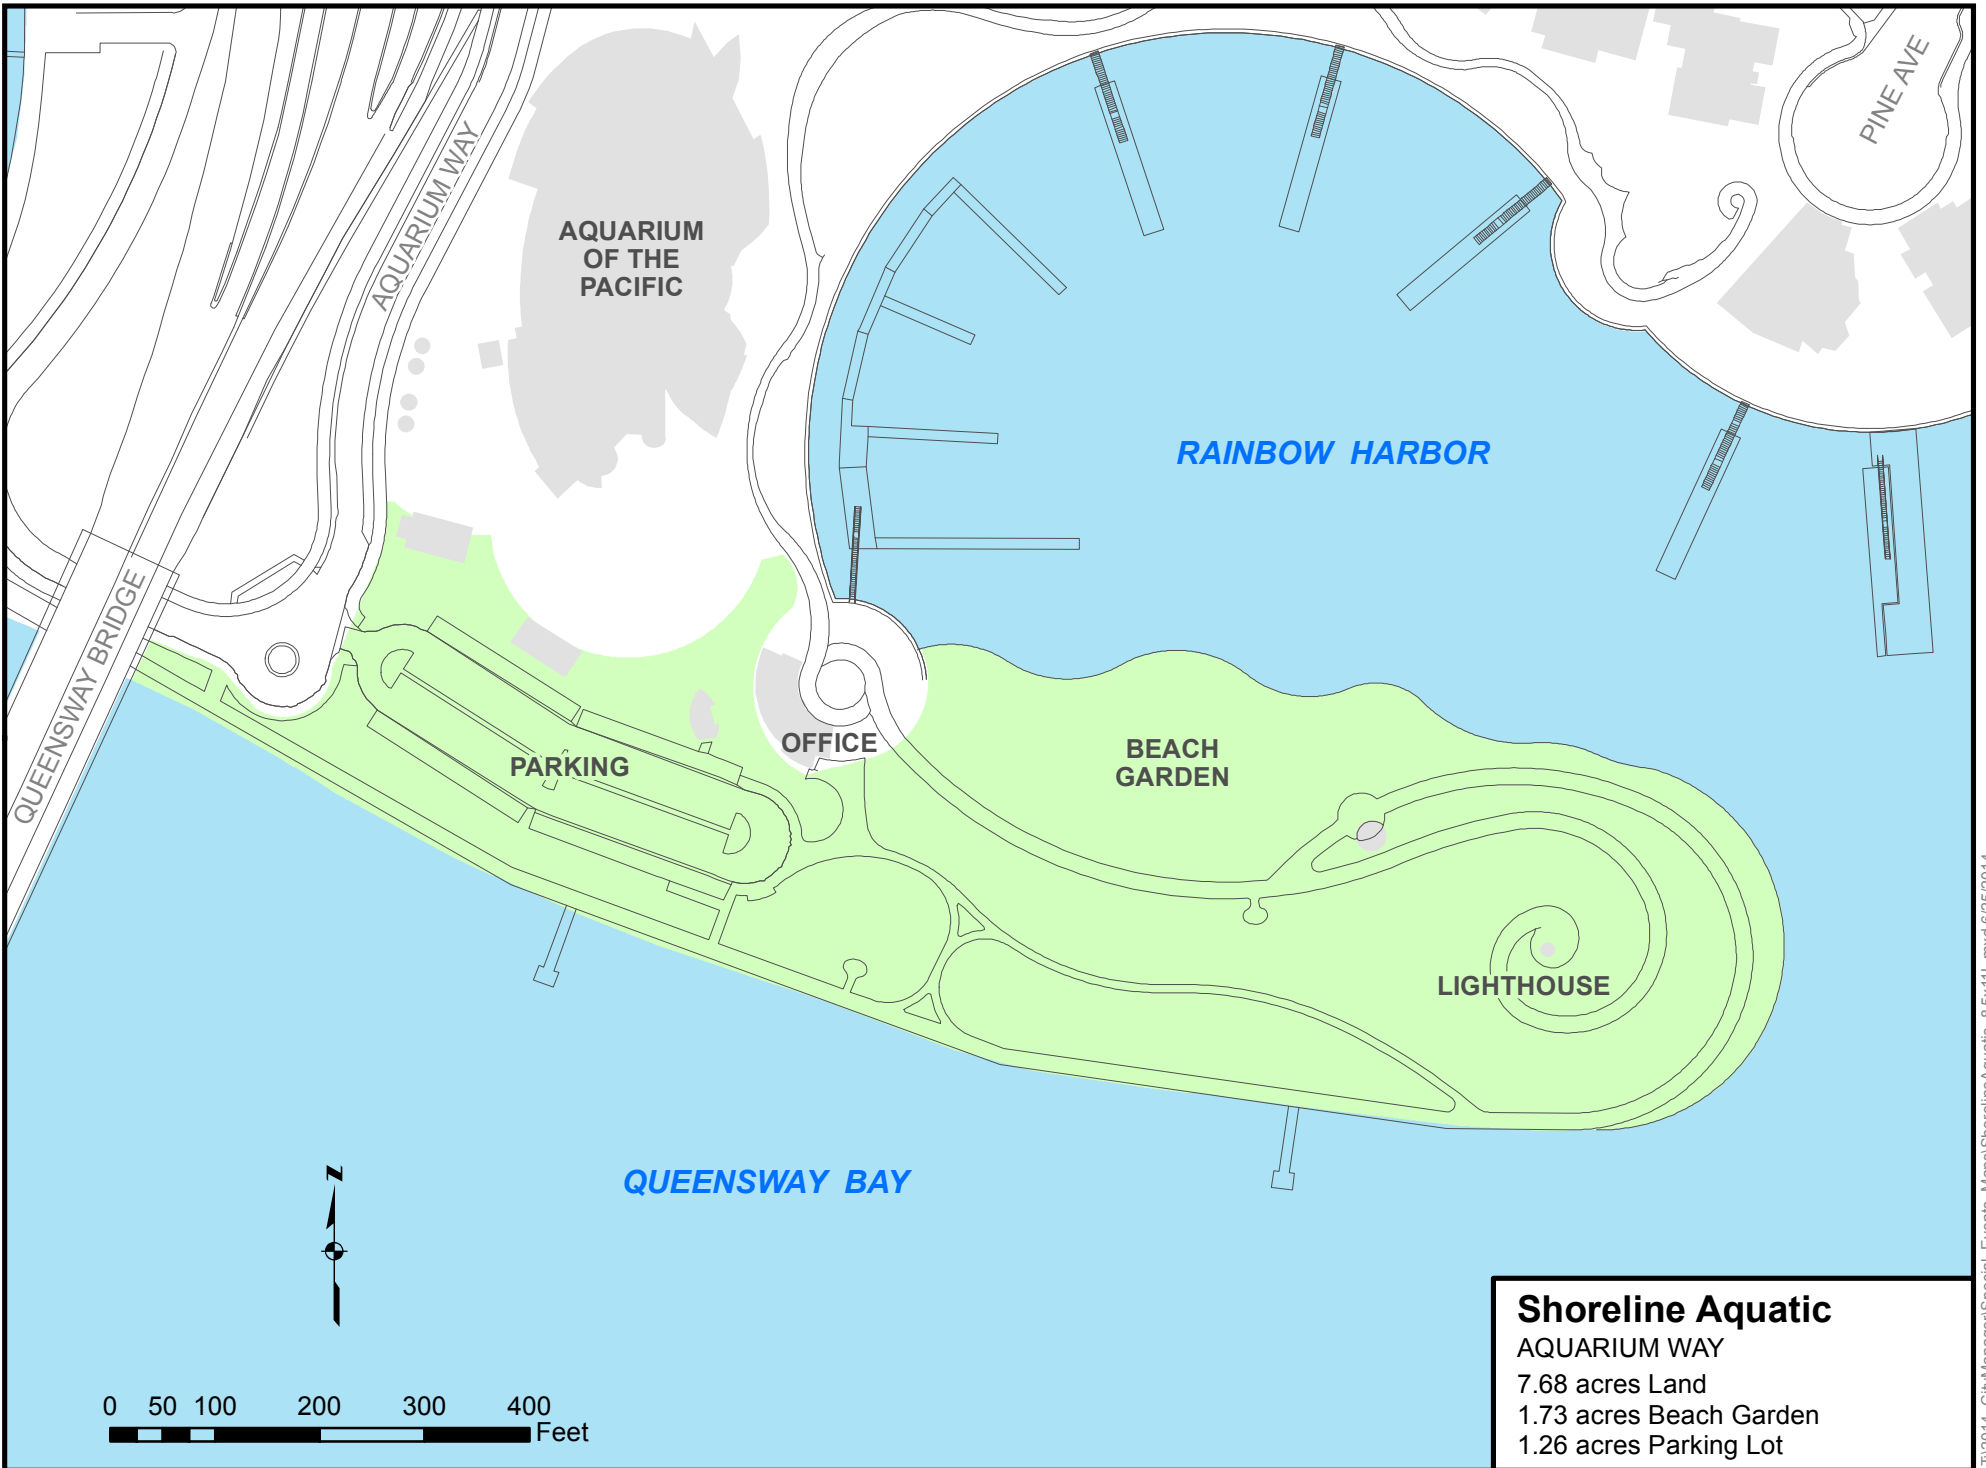 PINE AVE
AQUARIUM WAY
AQUARIUM
OF THE
PACIFIC
RAINBOW HARBOR
QUEENSWAY BRIDGE
OFFICE
PARKING
BEACH
GARDEN
LIGHTHOUSE
QUEENSWAY BAY
N
0 50 100 200 300 400
Feet
Shoreline Aquatic
AQUARIUM WAY
7.68 acres Land
1.73 acres Beach Garden
1.26 acres Parking Lot